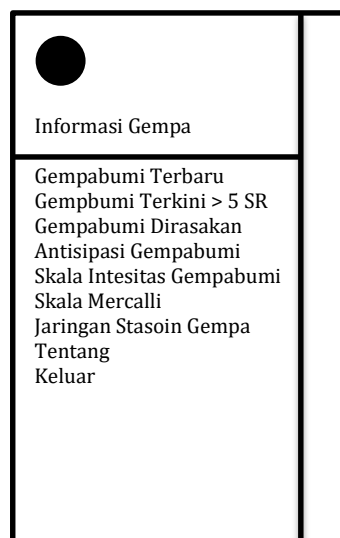 Informasi Gempa
Gempabumi Terbaru
Gempbumi Terkini > 5 SR
Gempabumi Dirasakan
Antisipasi Gempabumi
Skala Intesitas Gempabumi
Skala Mercalli
Jaringan Stasoin Gempa
Tentang
Keluar